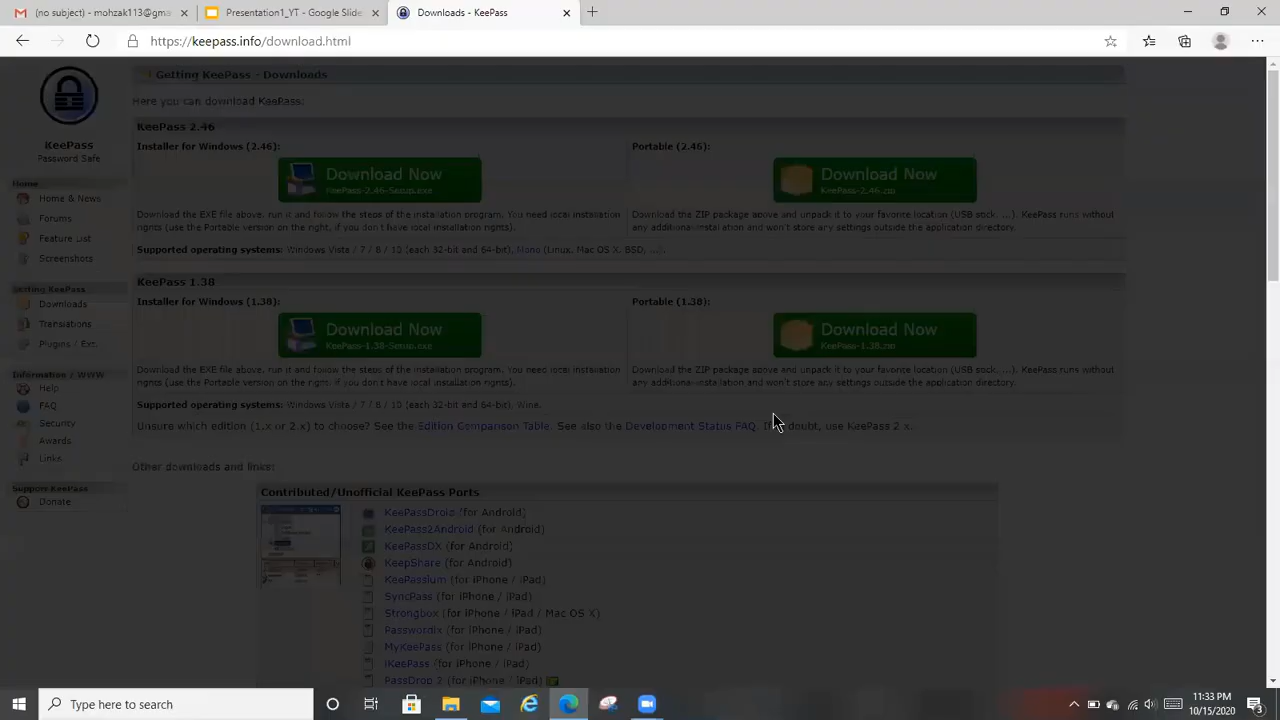 (no subject) - mohzak113@gma
Presentation1_YT - Google Slide
Downloads - KeePass
https://keepass.info/download.html
KeePass
Password Safe
Home
Home & News
Forums
Feature List
Screenshots
Getting KeePass
Downloads
Translations
Plugins / Ext.
Information / WWW
Help
FAQ
Security
Awards
Links
Support KeePass
Donate
Getting KeePass - Downloads
Here you can download KeePass:
KeePass 2.46
Installer for Windows (2.46):
Download Now
KeePass-2.46-Setup.exe
Download the EXE file above, run it and follow the steps of the installation program. You need local installation
rights (use the Portable version on the right, if you don't have local installation rights).
Portable (2.46):
Download Now
KeePass-2.46.zip
Download the ZIP package above and unpack it to your favorite location (USB stick, ...). KeePass runs without
any additional installation and won't store any settings outside the application directory.
Supported operating systems: Windows Vista / 7 / 8 / 10 (each 32-bit and 64-bit), Mono (Linux, Mac OS X, BSD, ...).
KeePass 1.38
Installer for Windows (1.38):
Download Now
KeePass-1.38-Setup.exe
Download the EXE file above, run it and follow the steps of the installation program. You need local installation
rights (use the Portable version on the right, if you don't have local installation rights).
Portable (1.38):
Download Now
KeePass-1.38.zip
Download the ZIP package above and unpack it to your favorite location (USB stick, ...). KeePass runs without
any additional installation and won't store any settings outside the application directory.
Supported operating systems: Windows Vista / 7 / 8 / 10 (each 32-bit and 64-bit), Wine.
Unsure which edition (1.x or 2.x) to choose? See the Edition Comparison Table. See also the Development Status FAQ. If in doubt, use KeePass 2.x.
Other downloads and links:
Contributed/Unofficial KeePass Ports
KeePassDroid (for Android)
KeePass2Android (for Android)
KeePassDX (for Android)
KeepShare (for Android)
KeePassium (for iPhone / iPad)
SyncPass (for iPhone / iPad)
Strongbox (for iPhone / iPad / Mac OS X)
Passwordix (for iPhone / iPad)
MyKeePass (for iPhone / iPad)
iKeePass (for iPhone / iPad)
PassDrop 2 (for iPhone / iPad)
Type here to search
11:33 PM
10/15/2020
3